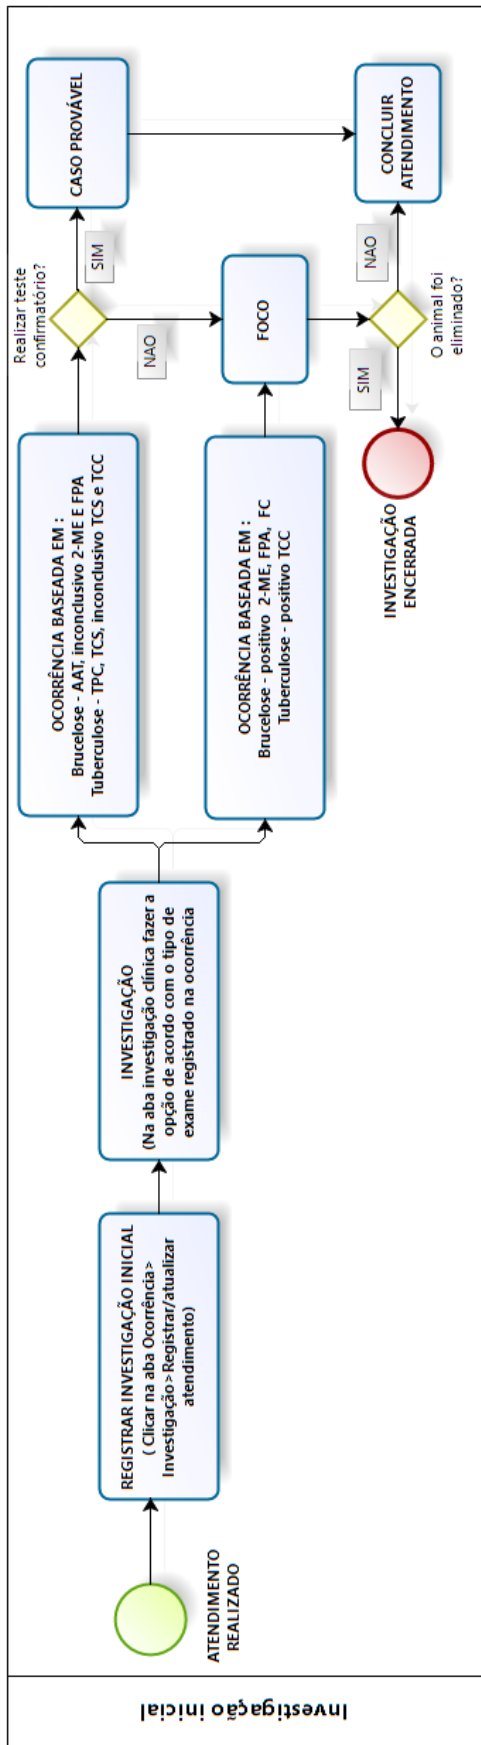 Investigação inicial
ATENDIMENTO
REALIZADO
REGISTRAR INVESTIGAÇÃO INICIAL
( Clicar na aba Ocorrência>
Investigação>Registrar/atualizar
atendimento)
INVESTIGAÇÃO
(Na aba investigação clínica fazer a
opção de acordo com o tipo de
exame registrado na ocorrência
OCORRÊNCIA BASEADA EM :
Brucelose - AAT, inconclusivo 2-ME E FPA
Tuberculose - TPC, TCS, inconclusivo TCS e TCC
OCORRÊNCIA BASEADA EM :
Brucelose - positivo 2-ME, FPA, FC
Tuberculose - positivo TCC
Realizar teste
confirmatório?
SIM
NAO
CASO PROVÁVEL
FOCO
SIM
NAO
O animal foi
eliminado?
INVESTIGAÇÃO
ENCERRADA
CONCLUIR
ATENDIMENTO